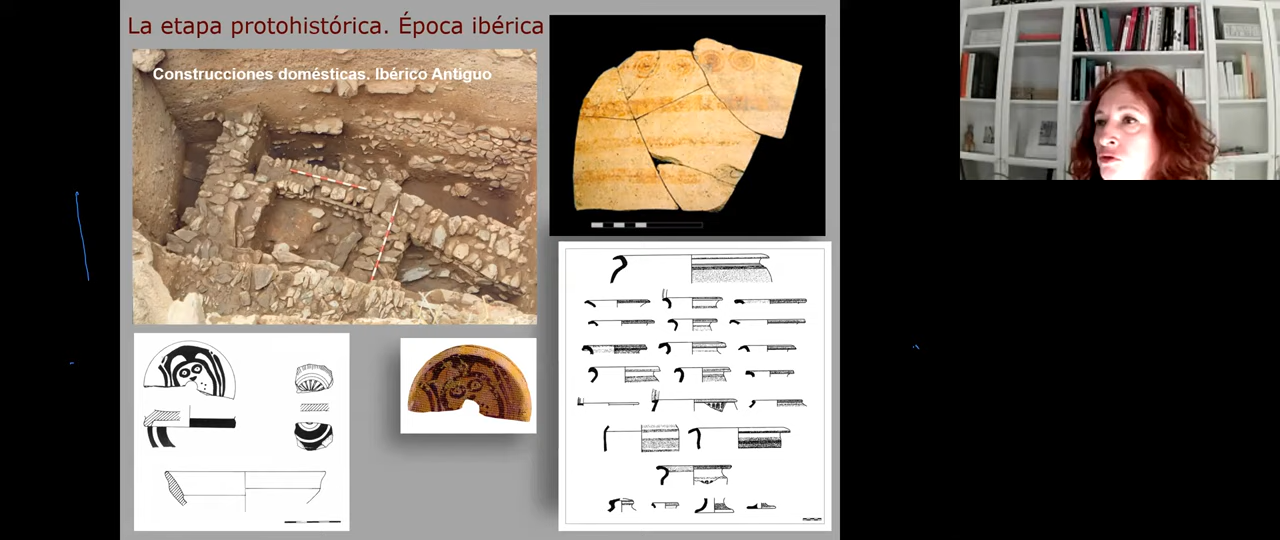 La etapa protohistórica. Época ibérica
Construcciones domésticas. Ibérico Antiguo